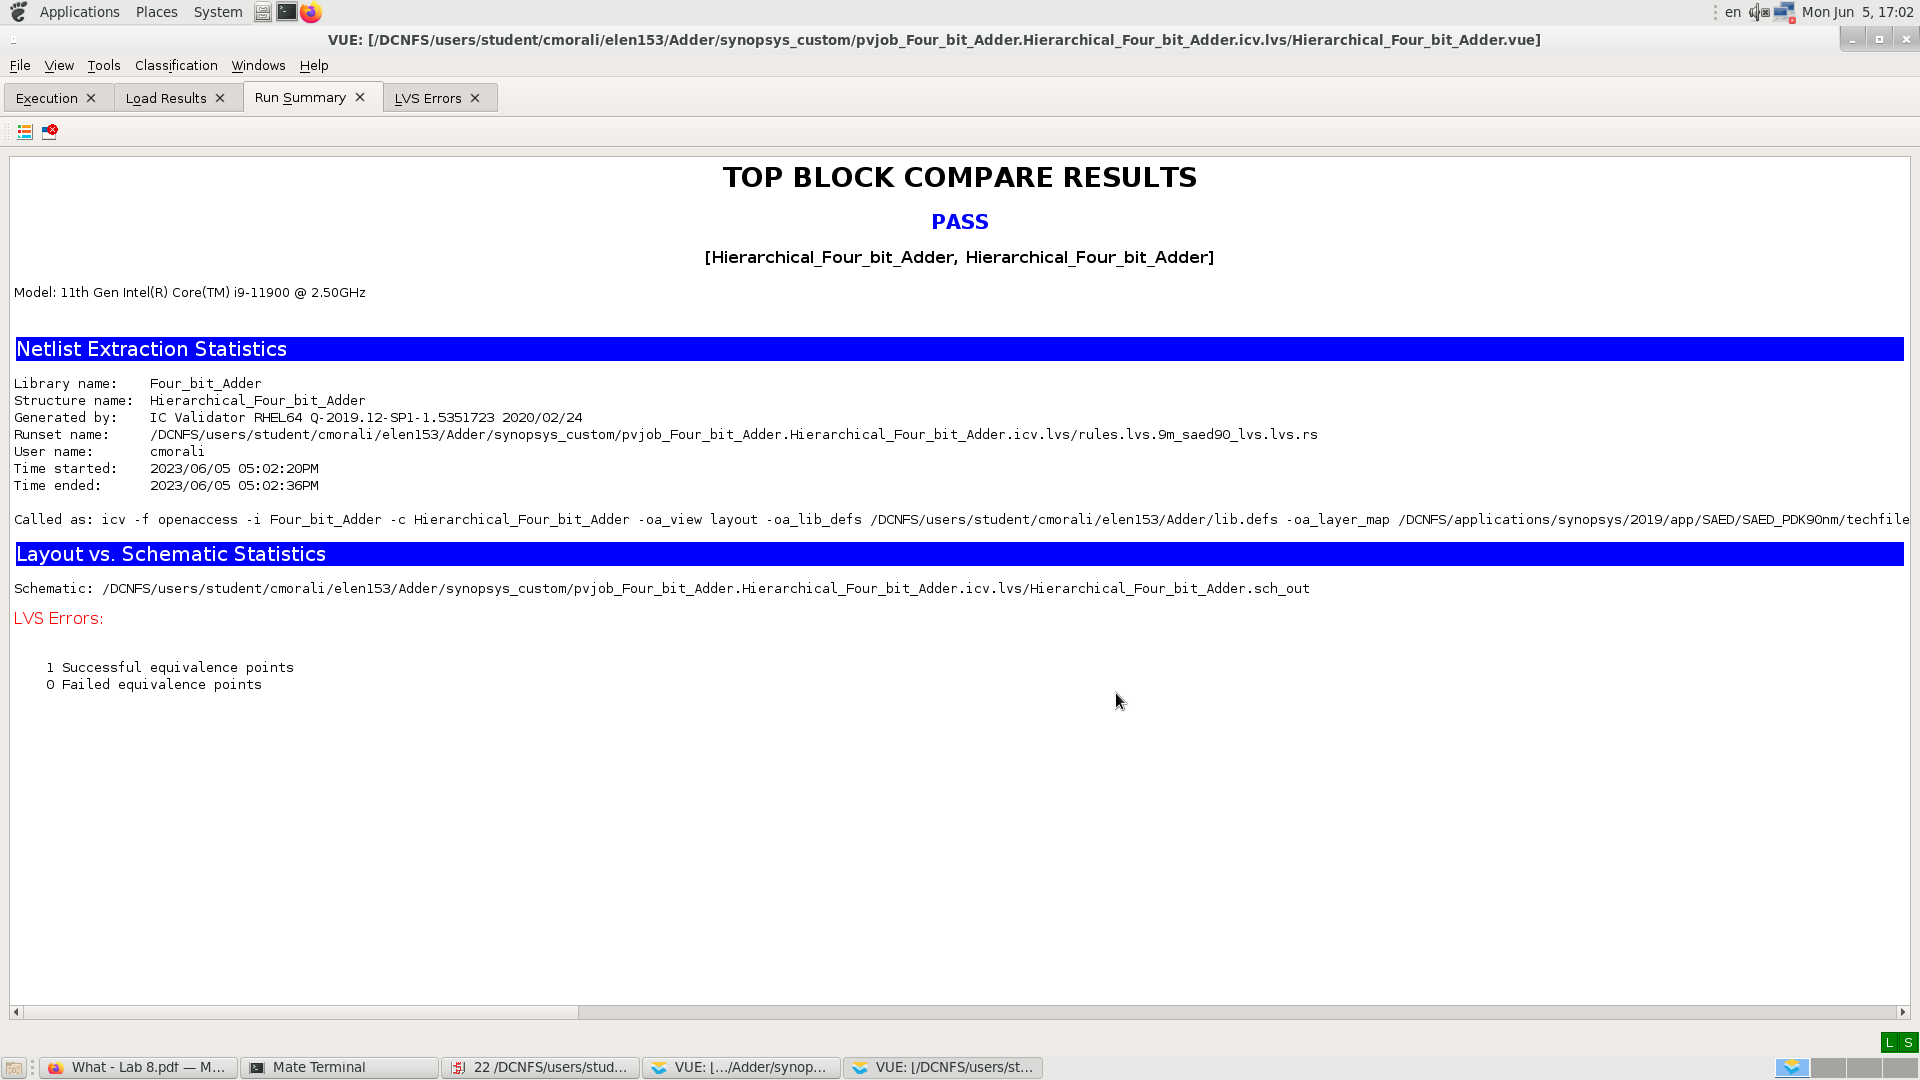 Applications Places System
en Mon Jun 5, 17:02
VUE: [/DCNFS/users/student/cmorali/elen153/Adder/synopsys_custom/pvjob_Four_bit_Adder.Hierarchical_Four_bit_Adder.icv.lvs/Hierarchical_Four_bit_Adder.vue]
File View Tools Classification Windows Help
Execution Load Results Run Summary LVS Errors
TOP BLOCK COMPARE RESULTS
PASS
[Hierarchical_Four_bit_Adder, Hierarchical_Four_bit_Adder]
Model: 11th Gen Intel(R) Core(TM) i9-11900 @ 2.50GHz
Netlist Extraction Statistics
Library name: Four_bit_Adder
Structure name: Hierarchical_Four_bit_Adder
Generated by: IC Validator RHEL64 Q-2019.12-SP1-1.5351723 2020/02/24
Runset name: /DCNFS/users/student/cmorali/elen153/Adder/synopsys_custom/pvjob_Four_bit_Adder.Hierarchical_Four_bit_Adder.icv.lvs/rules.lvs.9m_saed90_lvs.lvs.rs
User name: cmorali
Time started: 2023/06/05 05:02:20PM
Time ended: 2023/06/05 05:02:36PM
Called as: icv -f openaccess -i Four_bit_Adder -c Hierarchical_Four_bit_Adder -oa_view layout -oa_lib_defs /DCNFS/users/student/cmorali/elen153/Adder/lib.defs -oa_layer_map /DCNFS/applications/synopsys/2019/app/SAED/SAED_PDK90nm/techfile
Layout vs. Schematic Statistics
Schematic: /DCNFS/users/student/cmorali/elen153/Adder/synopsys_custom/pvjob_Four_bit_Adder.Hierarchical_Four_bit_Adder.icv.lvs/Hierarchical_Four_bit_Adder.sch_out
LVS Errors:
1 Successful equivalence points
0 Failed equivalence points
L S
What - Lab 8.pdf — M... Mate Terminal 22 /DCNFS/users/stud... VUE: [.../Adder/synop... VUE: [/DCNFS/users/st...